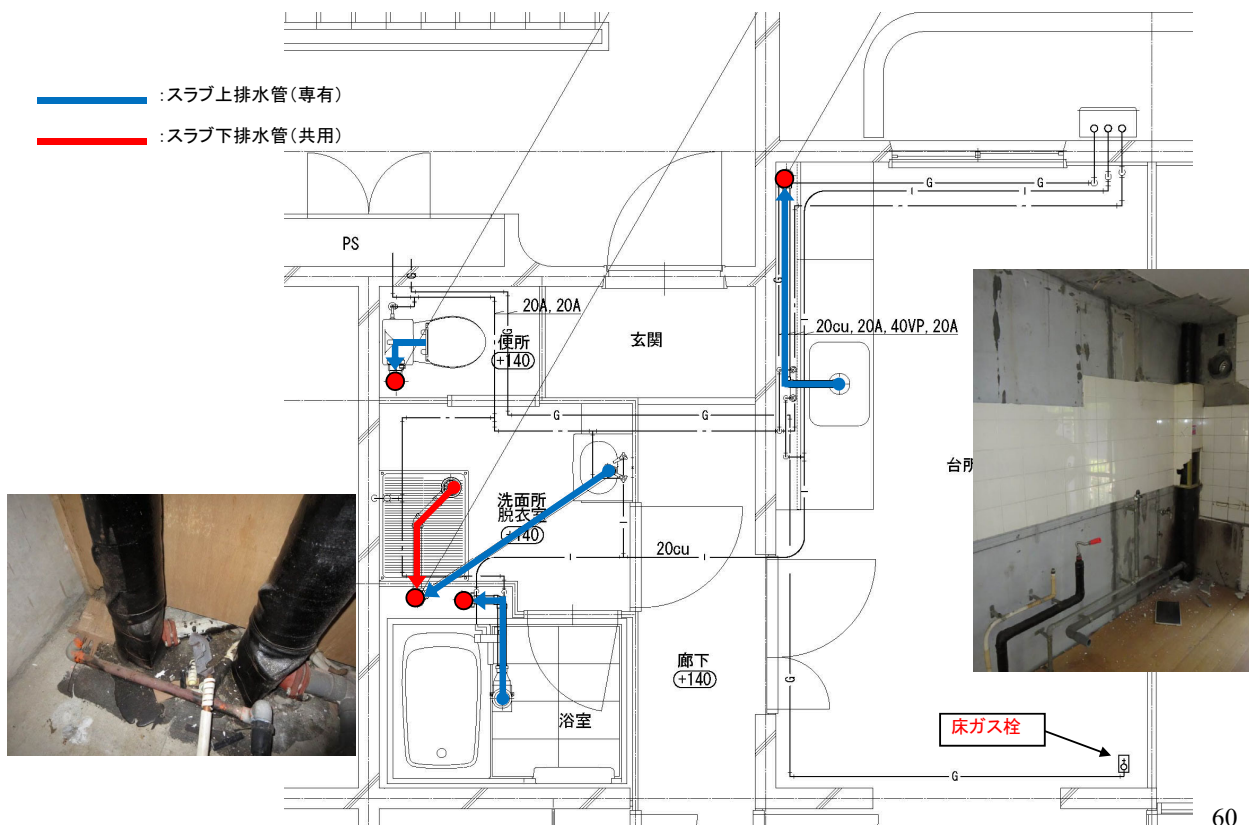 :スラブ上排水管(専有)
:スラブ下排水管(共用)
PS
G
G
G
20A, 20A
G
便所
+140
玄関
G
20cu, 20A, 40VP, 20A
G
G
台所
洗面所
脱衣室
+140
20cu
廊下
+140
G
浴室
床ガス栓
G
60